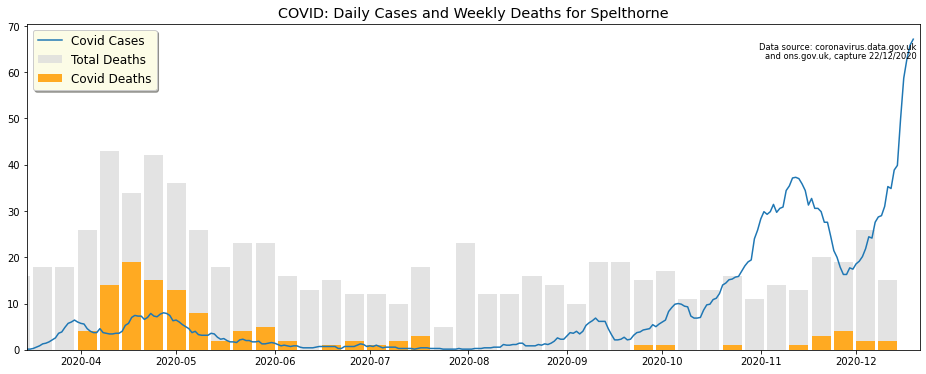 COVID: Daily Cases and Weekly Deaths for Spelthorne
70
60
50
40
30
20
10
0
Covid Cases
Total Deaths
Covid Deaths
Data source: coronavirus.data.gov.uk
and ons.gov.uk, capture 22/12/2020
2020-04 2020-05 2020-06 2020-07 2020-08 2020-09 2020-10 2020-11 2020-12